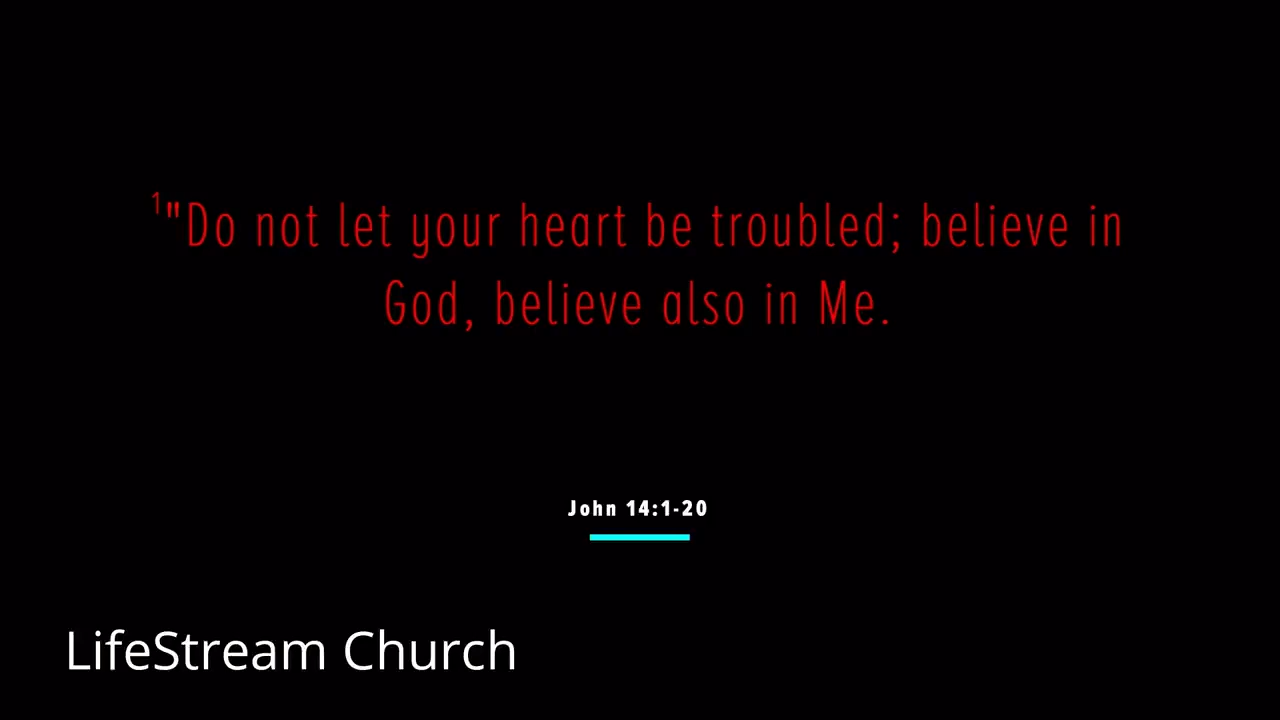 ¹"Do not let your heart be troubled; believe in
God, believe also in Me.
John 14:1-20
LifeStream Church